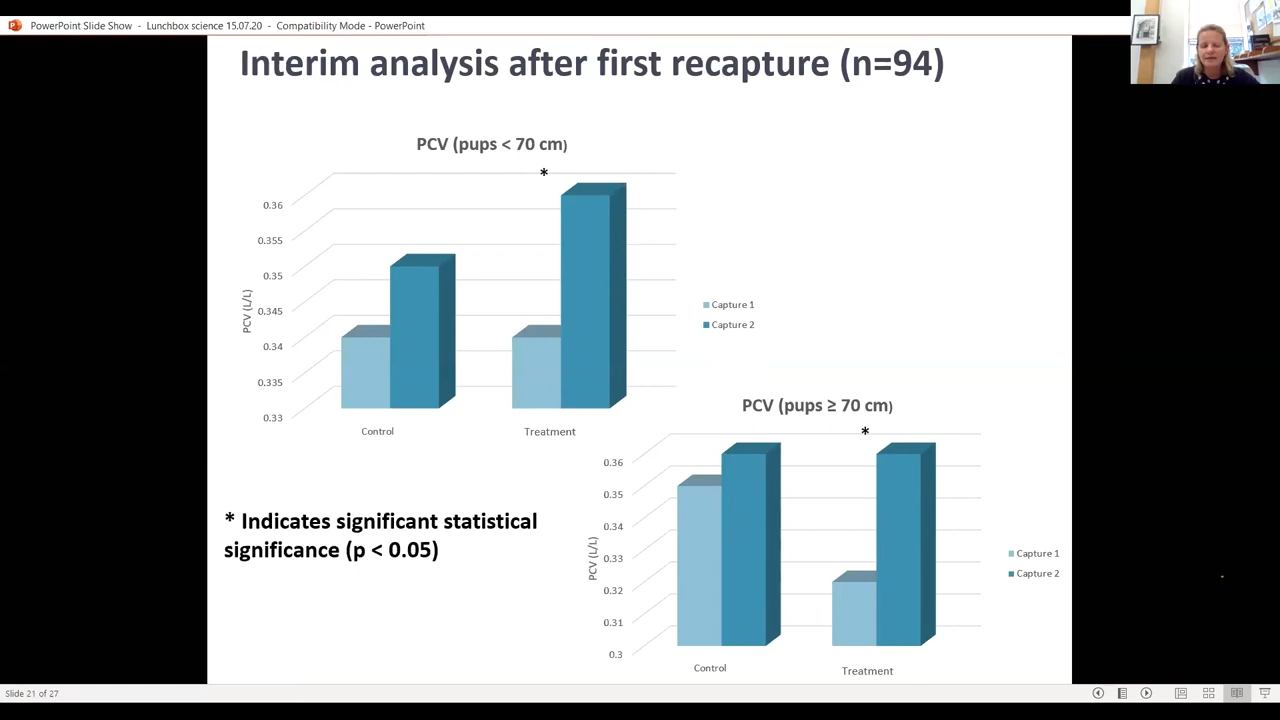 PowerPoint Slide Show - Lunchbox science 15.07.20 - Compatibility Mode - PowerPoint
Interim analysis after first recapture (n=94)
PCV (pups < 70 cm)
*
0.36
0.355
0.35
0.345
0.34
0.335
0.33
PCV (L/L)
Control
Treatment
Capture 1
Capture 2
PCV (pups ≥ 70 cm)
*
0.36
0.35
0.34
0.33
0.32
0.31
0.3
PCV (L/L)
Control
Treatment
Capture 1
Capture 2
* Indicates significant statistical
significance (p < 0.05)
Slide 21 of 27